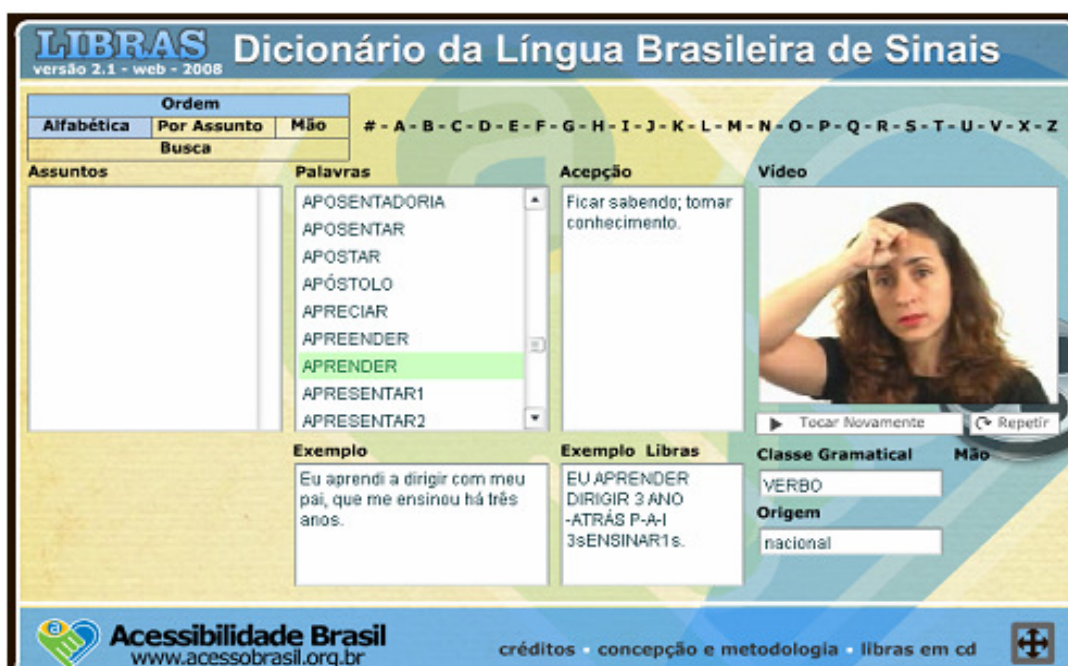 LIBRAS Dicionário da Língua Brasileira de Sinais
versão 2.1 - web - 2008
Ordem
Alfabética Por Assunto Mão
# - A - B - C - D - E - F - G - H - I - J - K - L - M - N - O - P - Q - R - S - T - U - V - X - Z
Busca
Assuntos
Palavras
APOSENTADORIA
APOSENTAR
APOSTAR
APÓSTOLO
APRECIAR
APREENDER
APRENDER
APRESENTAR1
APRESENTAR2
Acepção
Ficar sabendo; tomar
conhecimento.
Vídeo
Tocar Novamente
Repetir
Exemplo
Eu aprendi a dirigir com meu
pai, que me ensinou há três
anos.
Exemplo Libras
EU APRENDER
DIRIGIR 3 ANO
-ATRÁS P-A-I
3sENSINAR1s.
Classe Gramatical
VERBO
Mão
Origem
nacional
Acessibilidade Brasil
www.acessobrasil.org.br
créditos - concepção e metodologia - libras em cd